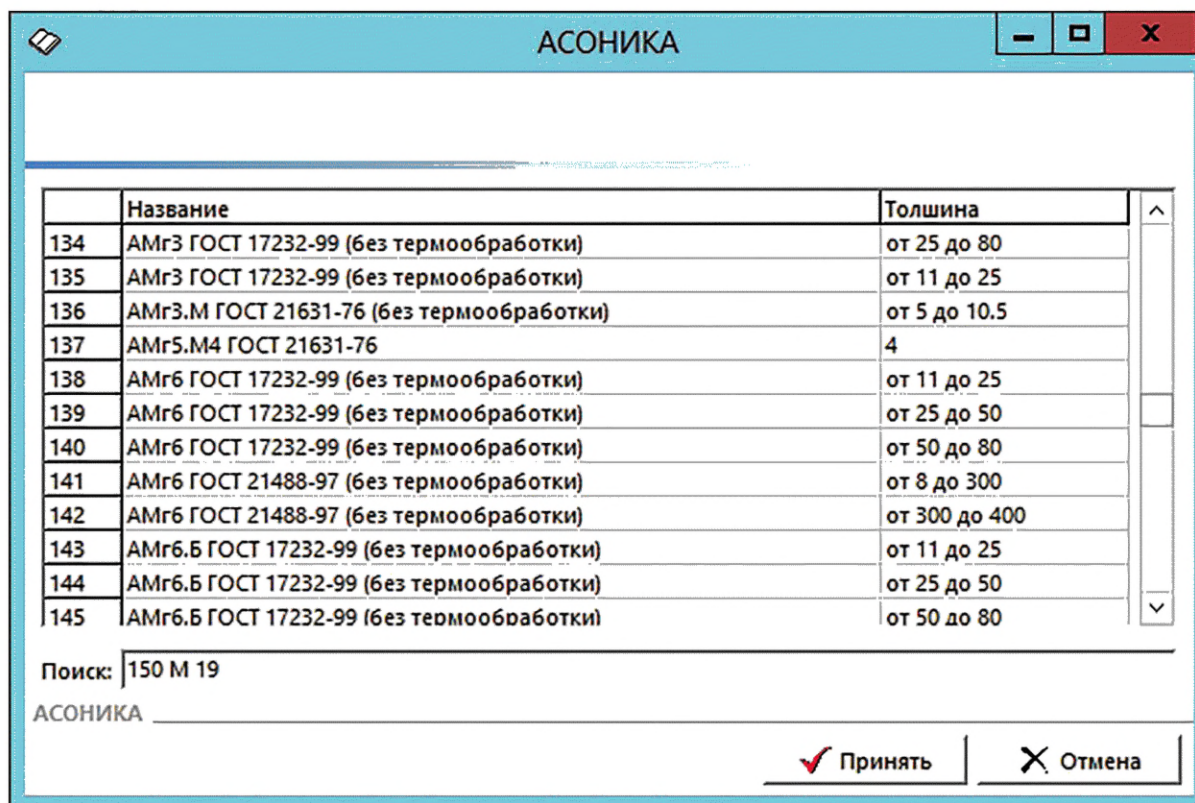 АСОНИКА
Название Толшина
134 АМг3 ГОСТ 17232-99 (без термообработки) от 25 до 80
135 АМг3 ГОСТ 17232-99 (без термообработки) от 11 до 25
136 АМг3.М ГОСТ 21631-76 (без термообработки) от 5 до 10.5
137 АМг5.М4 ГОСТ 21631-76 4
138 АМг6 ГОСТ 17232-99 (без термообработки) от 11 до 25
139 АМг6 ГОСТ 17232-99 (без термообработки) от 25 до 50
140 АМг6 ГОСТ 17232-99 (без термообработки) от 50 до 80
141 АМг6 ГОСТ 21488-97 (без термообработки) от 8 до 300
142 АМг6 ГОСТ 21488-97 (без термообработки) от 300 до 400
143 АМг6.Б ГОСТ 17232-99 (без термообработки) от 11 до 25
144 АМг6.Б ГОСТ 17232-99 (без термообработки) от 25 до 50
145 АМг6.Б ГОСТ 17232-99 (без термообработки) от 50 до 80
Поиск: 150 М 19
АСОНИКА
Принять Отмена